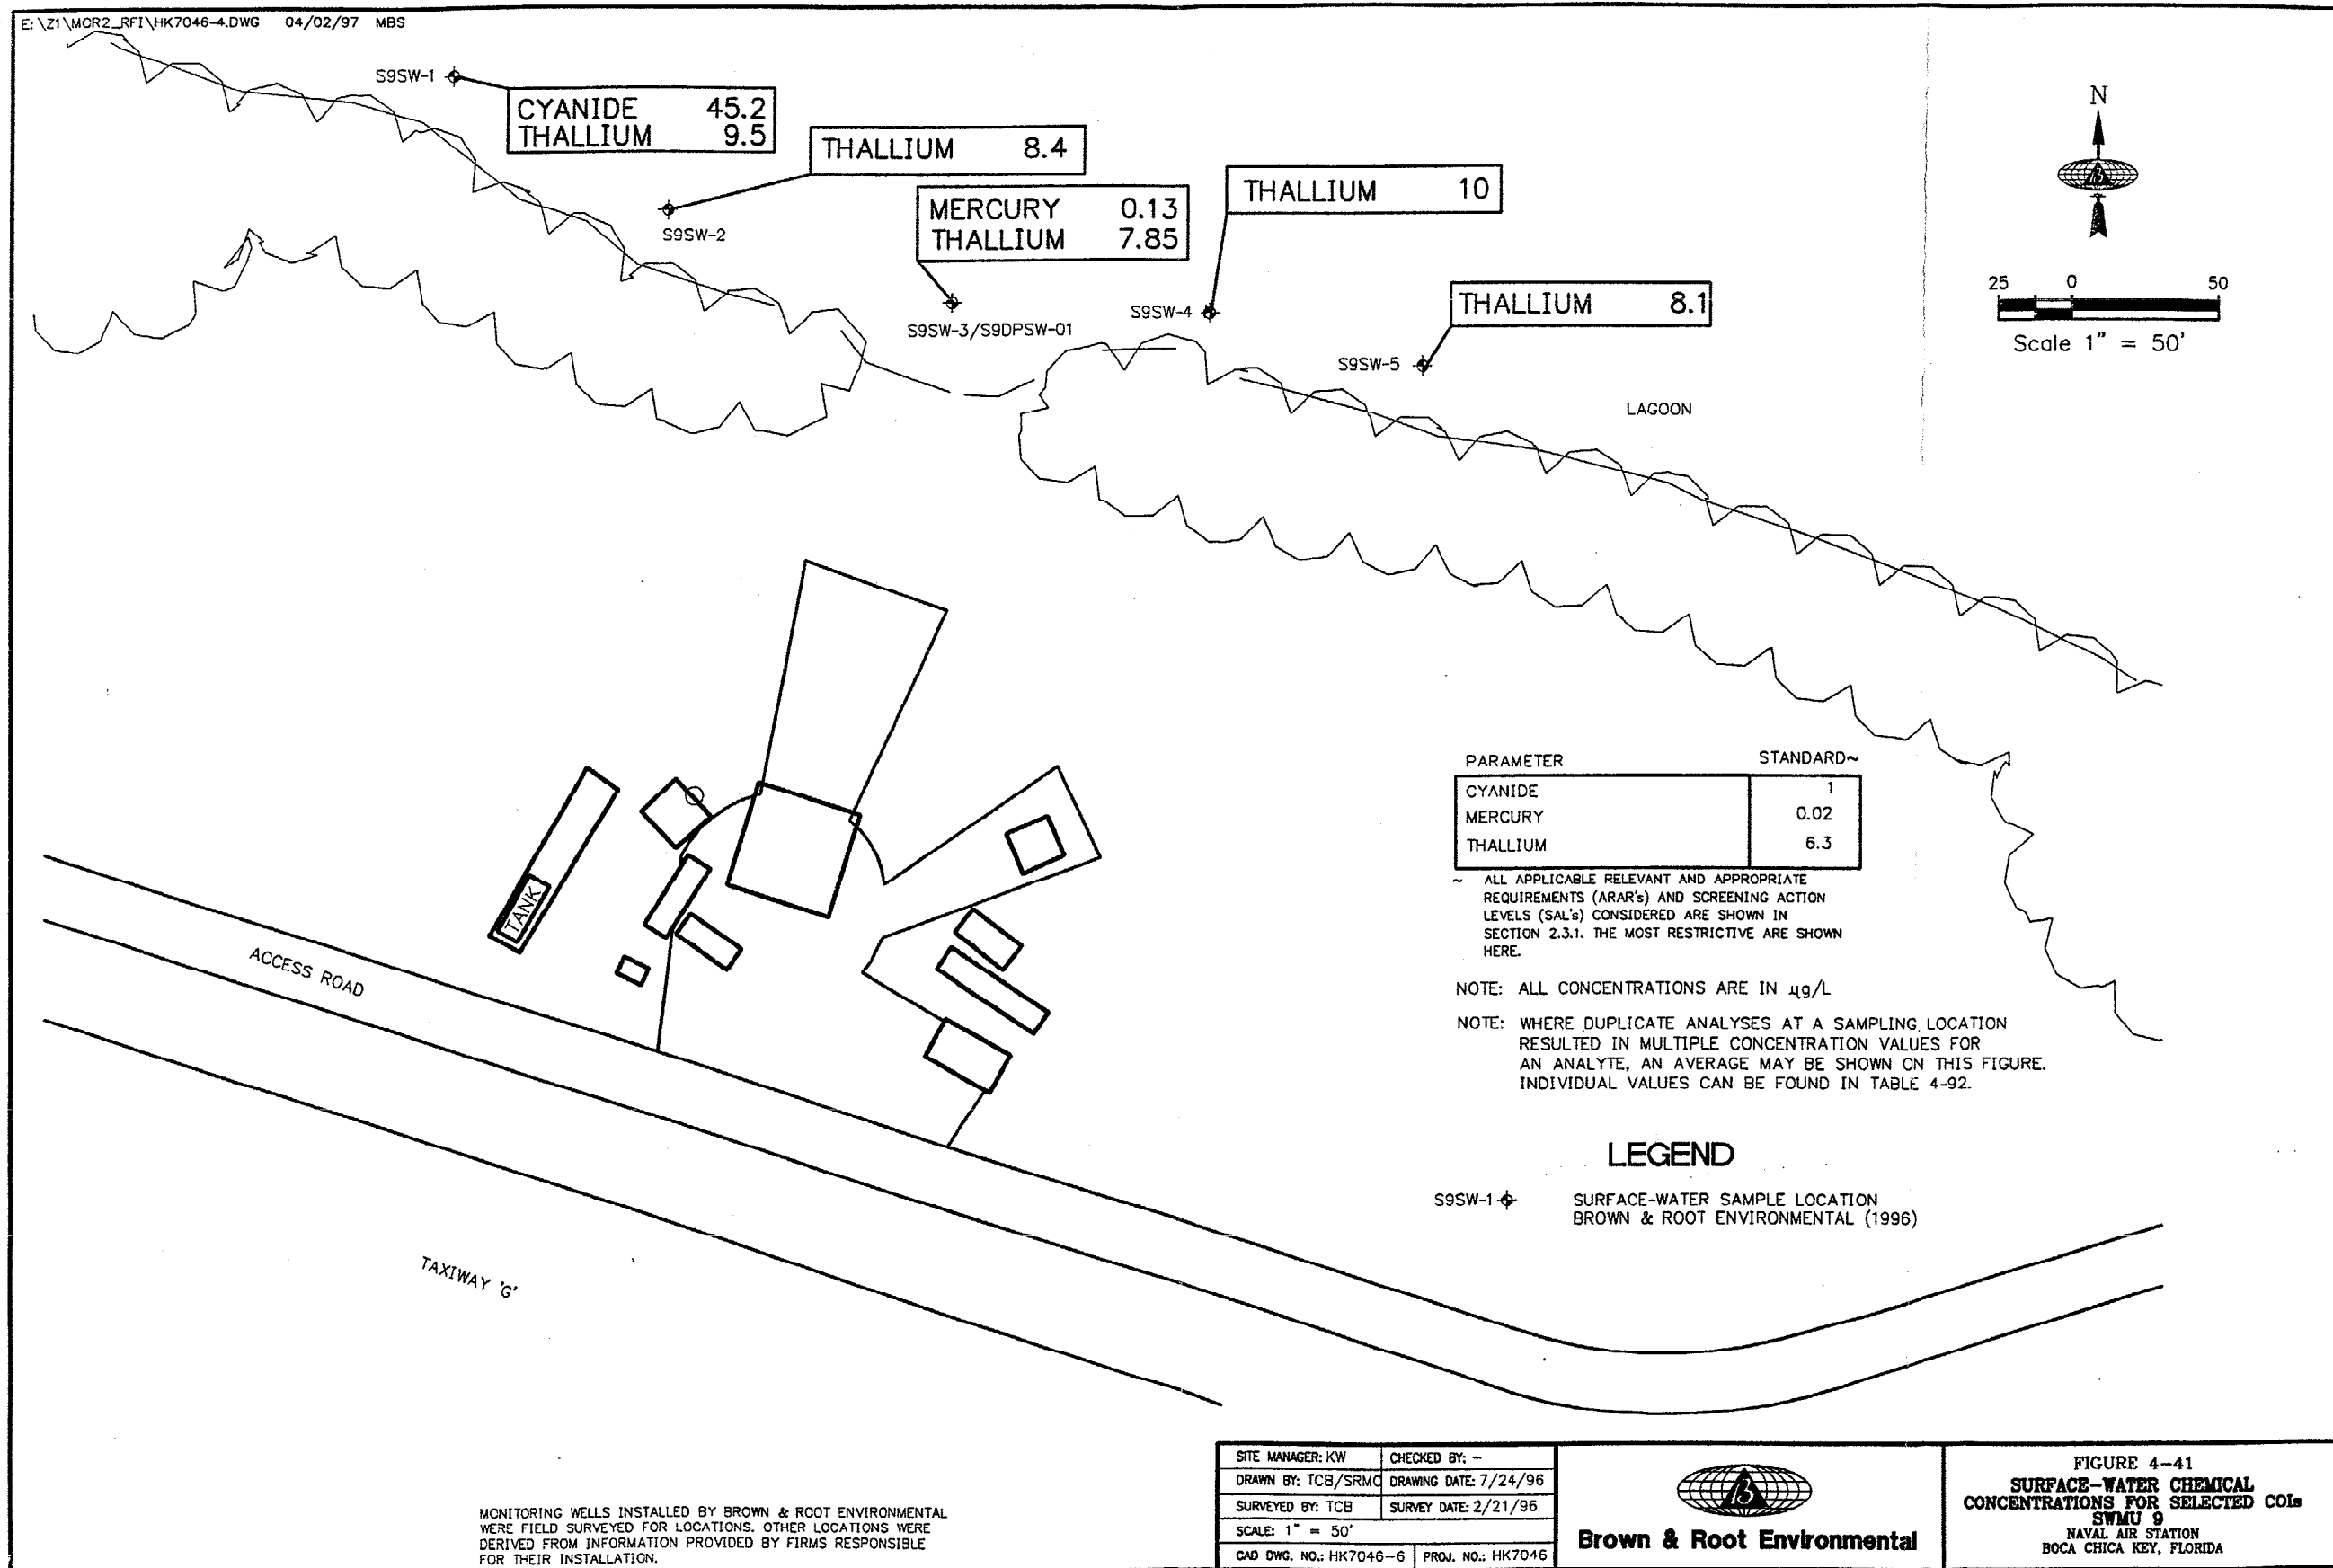 E:\Z1\MCR2_RFI\HK7046-4.DWG 04/02/97 MBS
S9SW-1
CYANIDE 45.2
THALLIUM 9.5
THALLIUM 8.4
S9SW-2
MERCURY 0.13
THALLIUM 7.85
S9SW-3/S9DPSW-01
THALLIUM 10
S9SW-4
THALLIUM 8.1
S9SW-5
LAGOON
N
25 0 50
Scale 1" = 50'
PARAMETER STANDARD~
CYANIDE 1
MERCURY 0.02
THALLIUM 6.3
~ ALL APPLICABLE RELEVANT AND APPROPRIATE
REQUIREMENTS (ARAR's) AND SCREENING ACTION
LEVELS (SAL's) CONSIDERED ARE SHOWN IN
SECTION 2.3.1. THE MOST RESTRICTIVE ARE SHOWN
HERE.
NOTE: ALL CONCENTRATIONS ARE IN µg/L
NOTE: WHERE DUPLICATE ANALYSES AT A SAMPLING LOCATION
RESULTED IN MULTIPLE CONCENTRATION VALUES FOR
AN ANALYTE, AN AVERAGE MAY BE SHOWN ON THIS FIGURE.
INDIVIDUAL VALUES CAN BE FOUND IN TABLE 4-92.
TANK
ACCESS ROAD
TAXIWAY 'G'
LEGEND
S9SW-1 SURFACE-WATER SAMPLE LOCATION
BROWN & ROOT ENVIRONMENTAL (1996)
MONITORING WELLS INSTALLED BY BROWN & ROOT ENVIRONMENTAL
WERE FIELD SURVEYED FOR LOCATIONS. OTHER LOCATIONS WERE
DERIVED FROM INFORMATION PROVIDED BY FIRMS RESPONSIBLE
FOR THEIR INSTALLATION.
SITE MANAGER: KW CHECKED BY: -
DRAWN BY: TCB/SRMC DRAWING DATE: 7/24/96
SURVEYED BY: TCB SURVEY DATE: 2/21/96
SCALE: 1" = 50'
CAD DWG. NO.: HK7046-6 PROJ. NO.: HK7046
Brown & Root Environmental
FIGURE 4-41
SURFACE-WATER CHEMICAL
CONCENTRATIONS FOR SELECTED COIs
SWMU 9
NAVAL AIR STATION
BOCA CHICA KEY, FLORIDA